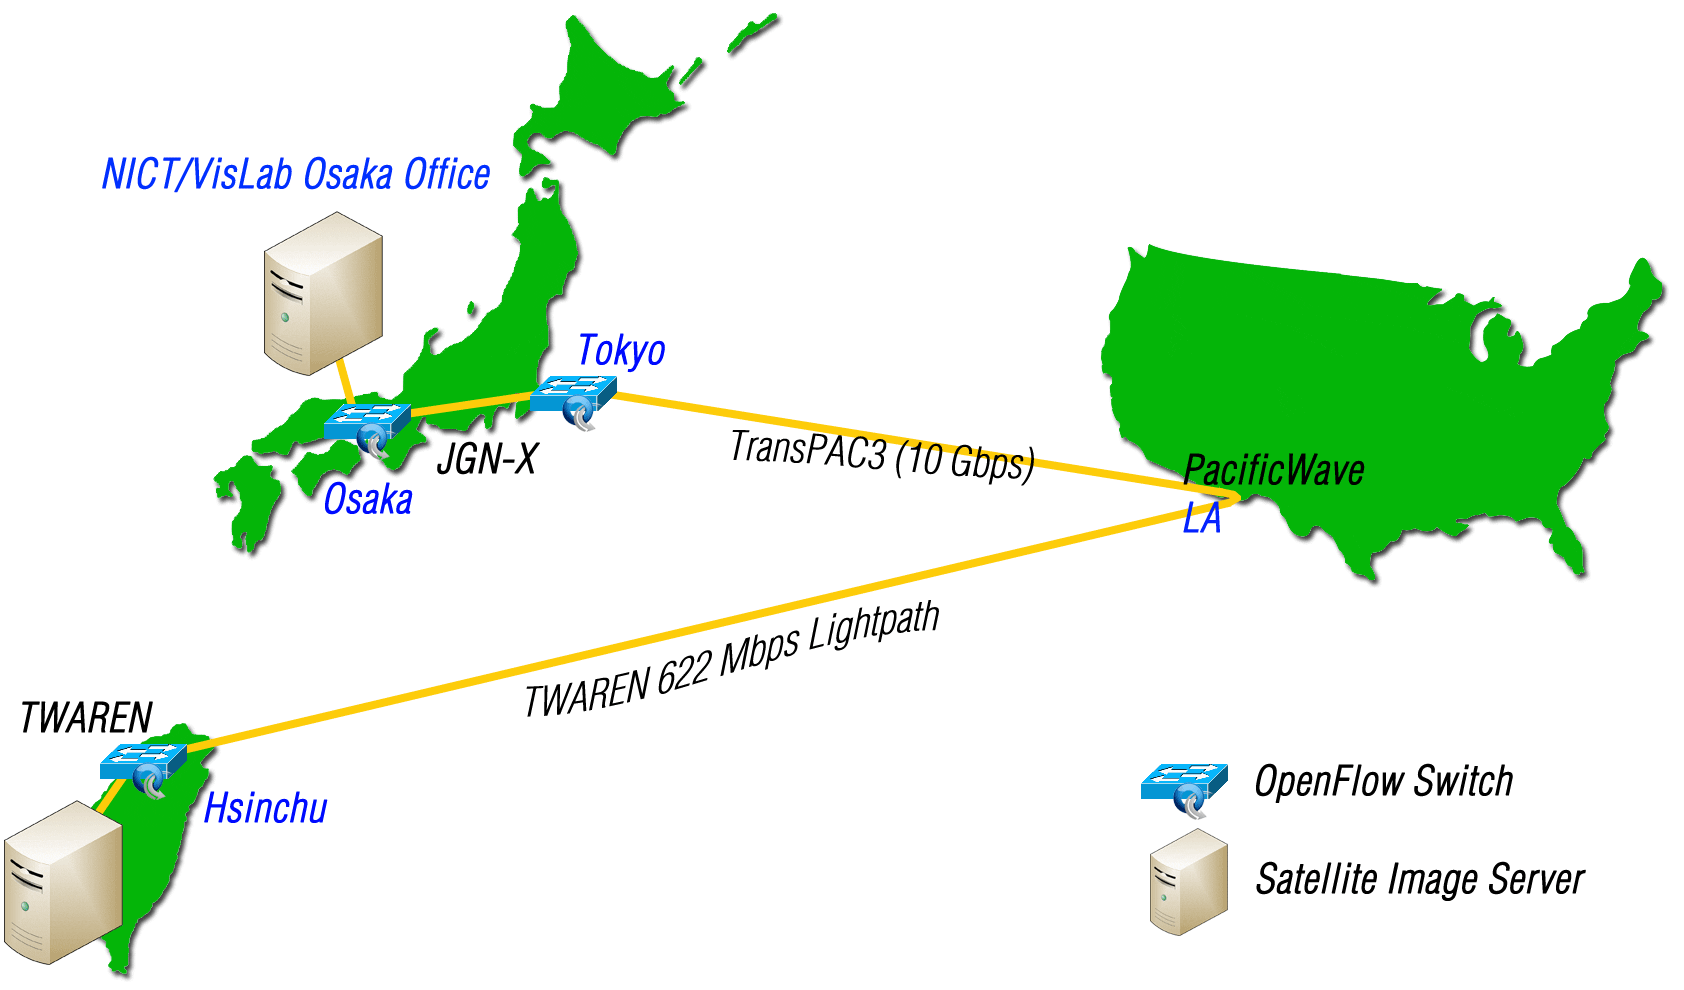 NICT/VisLab Osaka Office
Tokyo
JGN-X
Osaka
TransPAC3 (10 Gbps)
PacificWave
LA
TWAREN 622 Mbps Lightpath
TWAREN
Hsinchu
OpenFlow Switch
Satellite Image Server